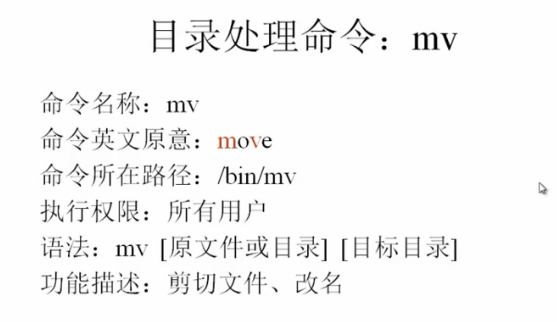 目录处理命令：mv
命令名称：mv
命令英文原意：move
命令所在路径：/bin/mv
执行权限：所有用户
语法：mv [原文件或目录] [目标目录]
功能描述：剪切文件、改名